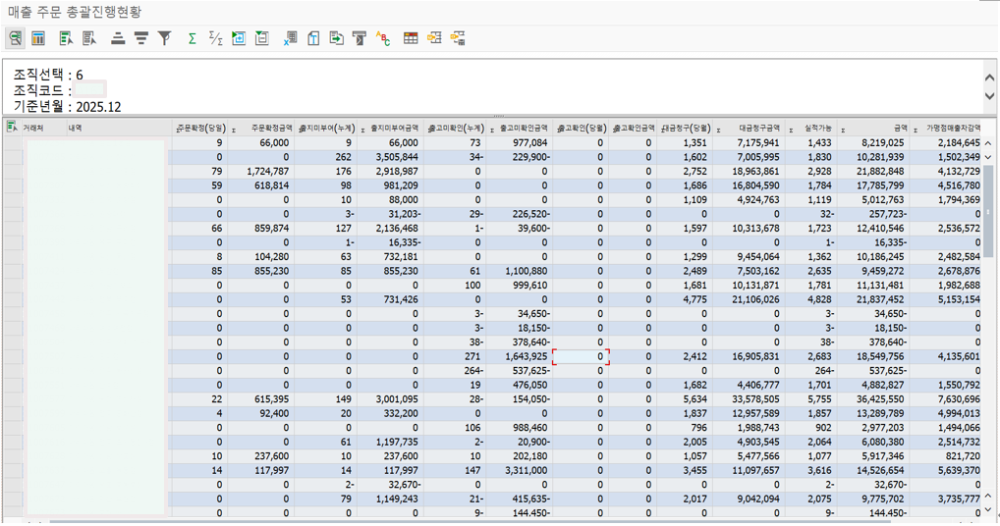 매출 주문 총괄진행현황
조직선택 : 6
조직코드 :
기준년월 : 2025.12
거래처 내역 주문확정(당일) 주문확정금액 출지미부여(누계) 출지미부여금액 출고미확인(누계) 출고미확인금액 출고확인(당월) 출고확인금액 대금청구(당월) 대금청구금액 실적가능 금액 가맹점매출차감액
9 66,000 9 66,000 73 977,084 0 0 1,351 7,175,941 1,433 8,219,025 2,184,645
0 0 262 3,505,844 34- 229,900- 0 0 1,602 7,005,995 1,830 10,281,939 1,502,349
79 1,724,787 176 2,918,987 0 0 0 0 2,752 18,963,861 2,928 21,882,848 4,132,729
59 618,814 98 981,209 0 0 0 0 1,686 16,804,590 1,784 17,785,799 4,516,780
0 0 10 88,000 0 0 0 0 1,109 4,924,763 1,119 5,012,763 1,794,369
0 0 3- 31,203- 29- 226,520- 0 0 0 0 32- 257,723- 0
66 859,874 127 2,136,468 1- 39,600- 0 0 1,597 10,313,678 1,723 12,410,546 2,536,572
0 0 1- 16,335- 0 0 0 0 0 0 1- 16,335- 0
8 104,280 63 732,181 0 0 0 0 1,299 9,454,064 1,362 10,186,245 2,482,584
85 855,230 85 855,230 61 1,100,880 0 0 2,489 7,503,162 2,635 9,459,272 2,678,876
0 0 0 0 100 999,610 0 0 1,681 10,131,871 1,781 11,131,481 1,982,688
0 0 53 731,426 0 0 0 0 4,775 21,106,026 4,828 21,837,452 5,153,154
0 0 0 0 3- 34,650- 0 0 0 0 3- 34,650- 0
0 0 0 0 3- 18,150- 0 0 0 0 3- 18,150- 0
0 0 0 0 38- 378,640- 0 0 0 0 38- 378,640- 0
0 0 0 0 271 1,643,925 0 0 2,412 16,905,831 2,683 18,549,756 4,135,601
0 0 0 0 264- 537,625- 0 0 0 0 264- 537,625- 0
0 0 0 0 19 476,050 0 0 1,682 4,406,777 1,701 4,882,827 1,550,792
22 615,395 149 3,001,095 28- 154,050- 0 0 5,634 33,578,505 5,755 36,425,550 7,630,696
4 92,400 20 332,200 0 0 0 0 1,837 12,957,589 1,857 13,289,789 4,994,013
0 0 0 0 106 988,460 0 0 796 1,988,743 902 2,977,203 1,494,066
0 0 61 1,197,735 2- 20,900- 0 0 2,005 4,903,545 2,064 6,080,380 2,514,732
10 237,600 10 237,600 10 202,180 0 0 1,057 5,477,566 1,077 5,917,346 821,720
14 117,997 14 117,997 147 3,311,000 0 0 3,455 11,097,657 3,616 14,526,654 5,639,370
0 0 2- 32,670- 0 0 0 0 0 0 2- 32,670- 0
0 0 79 1,149,243 21- 415,635- 0 0 2,017 9,042,094 2,075 9,775,702 3,735,777
0 0 0 0 9- 144,450- 0 0 0 0 9- 144,450- 0